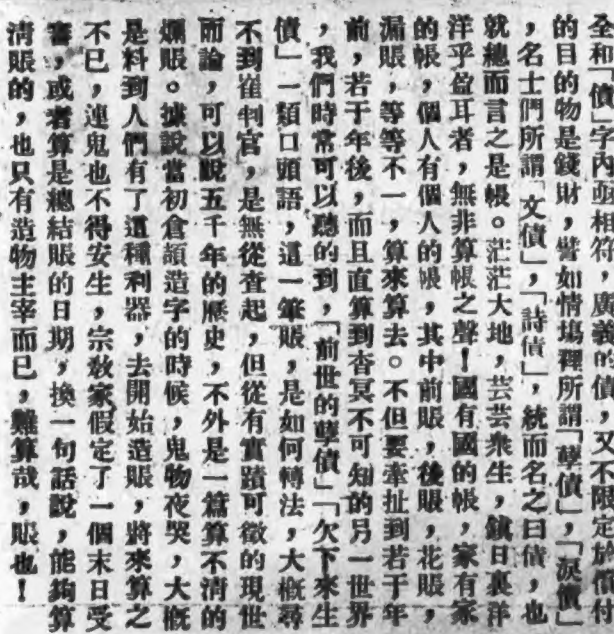 至和「債」字內亚相符，廣義的債，又不限定於償付
的目的物是錢財，譬如情塲裡所謂「孽債」，「淚債」
，名士們所謂「文債」，「詩債」，統而名之曰債，也
就總而言之是帳。茫茫大地，芸芸衆生，鎮日裏洋
洋乎盈耳者，無非算帳之聲！國有國的帳，家有家
的帳，個人有個人的帳，其中前賬，後賬，花賬，
漏賬，等等不一，算來算去。不但要牽扯到若干年
前，若干年後，而且直算到杳冥不可知的另一世界
，我們時常可以聽的到，「前世的孽債」「欠下來生
債」一類口頭語，這一筆賬，是如何轉法，大概尋
不到崔判官，是無從査起，但從有實蹟可徵的現世
而論，可以說五千年的歷史，不外是一篇算不清的
爛賬。據說當初倉頡造字的時候，鬼物夜哭，大概
是料到人們有了這種利器，去開始造賬，將來算之
不已，連鬼也不得安生，宗教家假定了一個末日受
審，或者算是總結賬的日期，換一句話說，能夠算
清賬的，也只有造物主宰而已，難算哉，賬也！